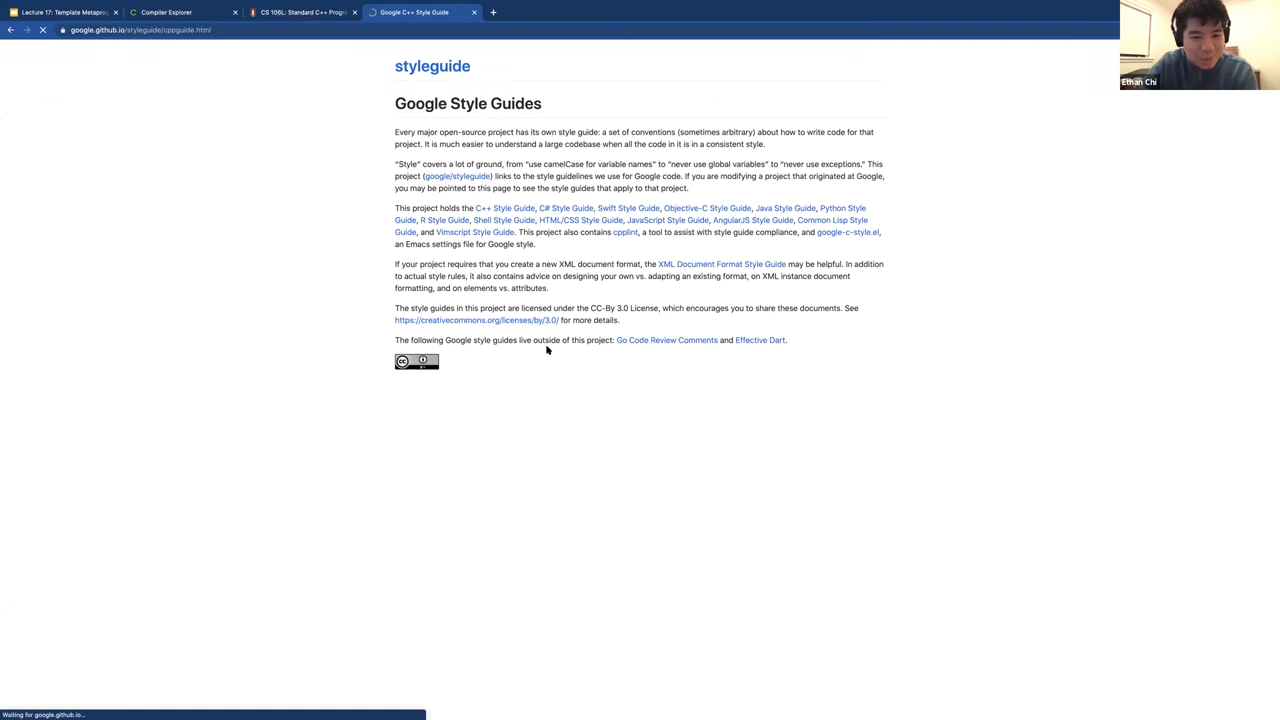 Lecture 17: Template Metaprog
Compiler Explorer
CS 106L: Standard C++ Progra
Google C++ Style Guide
google.github.io/styleguide/cppguide.html
Ethan Chi
styleguide
Google Style Guides
Every major open-source project has its own style guide: a set of conventions (sometimes arbitrary) about how to write code for that
project. It is much easier to understand a large codebase when all the code in it is in a consistent style.
“Style” covers a lot of ground, from “use camelCase for variable names” to “never use global variables” to “never use exceptions.” This
project (google/styleguide) links to the style guidelines we use for Google code. If you are modifying a project that originated at Google,
you may be pointed to this page to see the style guides that apply to that project.
This project holds the C++ Style Guide, C# Style Guide, Swift Style Guide, Objective-C Style Guide, Java Style Guide, Python Style
Guide, R Style Guide, Shell Style Guide, HTML/CSS Style Guide, JavaScript Style Guide, AngularJS Style Guide, Common Lisp Style
Guide, and Vimscript Style Guide. This project also contains cpplint, a tool to assist with style guide compliance, and google-c-style.el,
an Emacs settings file for Google style.
If your project requires that you create a new XML document format, the XML Document Format Style Guide may be helpful. In addition
to actual style rules, it also contains advice on designing your own vs. adapting an existing format, on XML instance document
formatting, and on elements vs. attributes.
The style guides in this project are licensed under the CC-By 3.0 License, which encourages you to share these documents. See
https://creativecommons.org/licenses/by/3.0/ for more details.
The following Google style guides live outside of this project: Go Code Review Comments and Effective Dart.
CC
BY
Waiting for google.github.io...